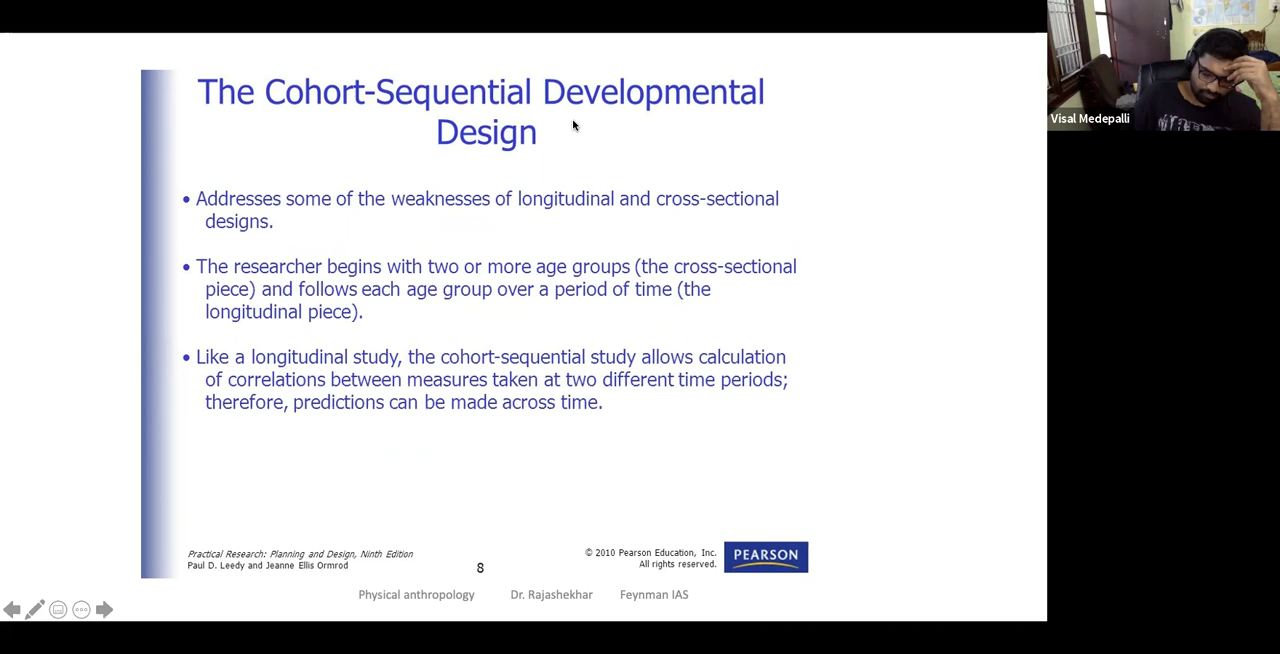 The Cohort-Sequential Developmental
Design
• Addresses some of the weaknesses of longitudinal and cross-sectional
designs.
• The researcher begins with two or more age groups (the cross-sectional
piece) and follows each age group over a period of time (the
longitudinal piece).
• Like a longitudinal study, the cohort-sequential study allows calculation
of correlations between measures taken at two different time periods;
therefore, predictions can be made across time.
Practical Research: Planning and Design, Ninth Edition
Paul D. Leedy and Jeanne Ellis Ormrod
8
© 2010 Pearson Education, Inc.
All rights reserved.
PEARSON
Physical anthropology Dr. Rajashekhar Feynman IAS
Visal Medepalli